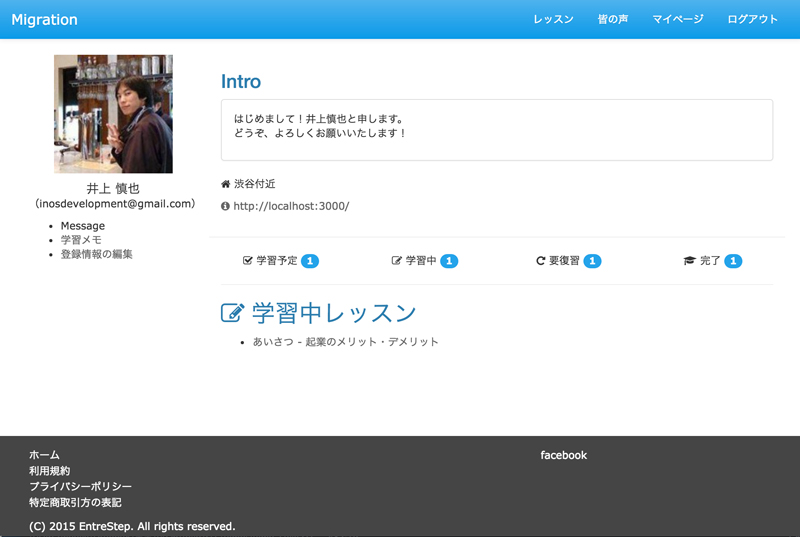 Migration
レッスン
皆の声
マイページ
ログアウト
井上 慎也
（inosdevelopment@gmail.com）
Message
学習メモ
登録情報の編集
Intro
はじめまして！井上慎也と申します。
どうぞ、よろしくお願いいたします！
渋谷付近
http://localhost:3000/
学習予定 1
学習中 1
要復習 1
完了 1
学習中レッスン
あいさつ - 起業のメリット・デメリット
ホーム
利用規約
プライバシーポリシー
特定商取引方の表記
facebook
(C) 2015 EntreStep. All rights reserved.